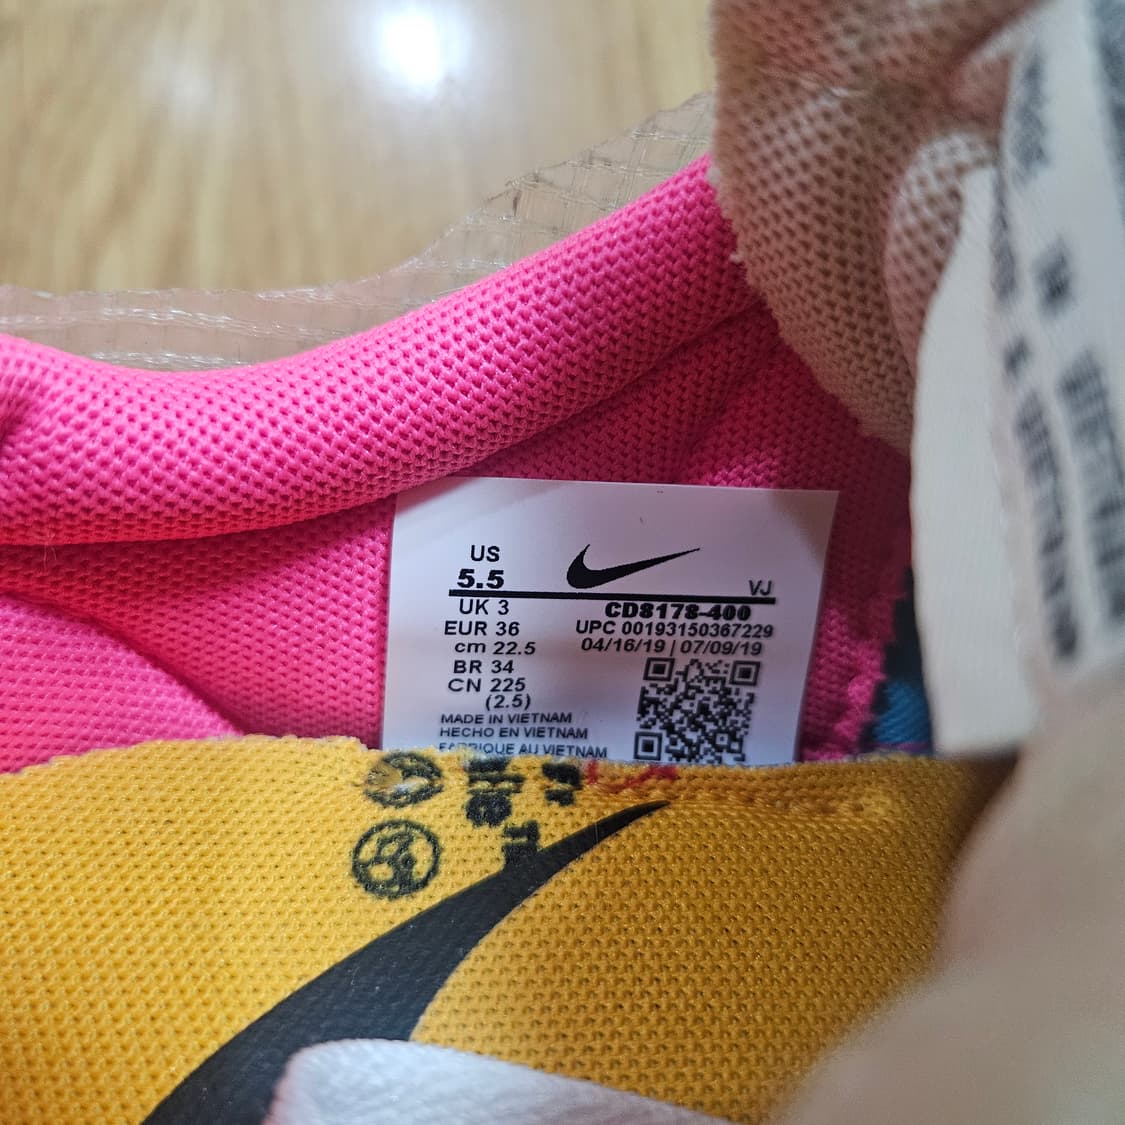 US
5.5
VJ
UK 3
CD8178-400
EUR 36
UPC 00193150367229
cm 22.5
04/16/19 | 07/09/19
BR 34
CN 225
(2.5)
MADE IN VIETNAM
HECHO EN VIETNAM
FABRIQUE AU VIETNAM